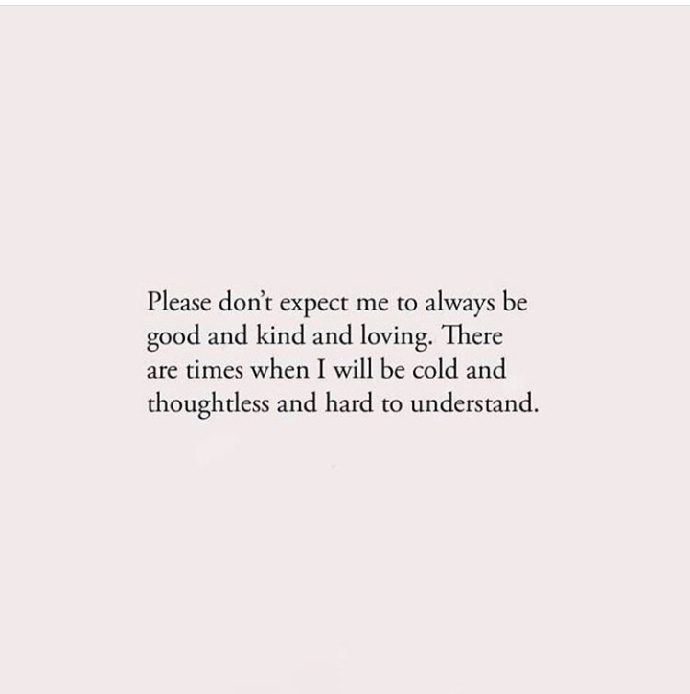 Please don't expect me to always be
good and kind and loving. There
are times when I will be cold and
thoughtless and hard to understand.